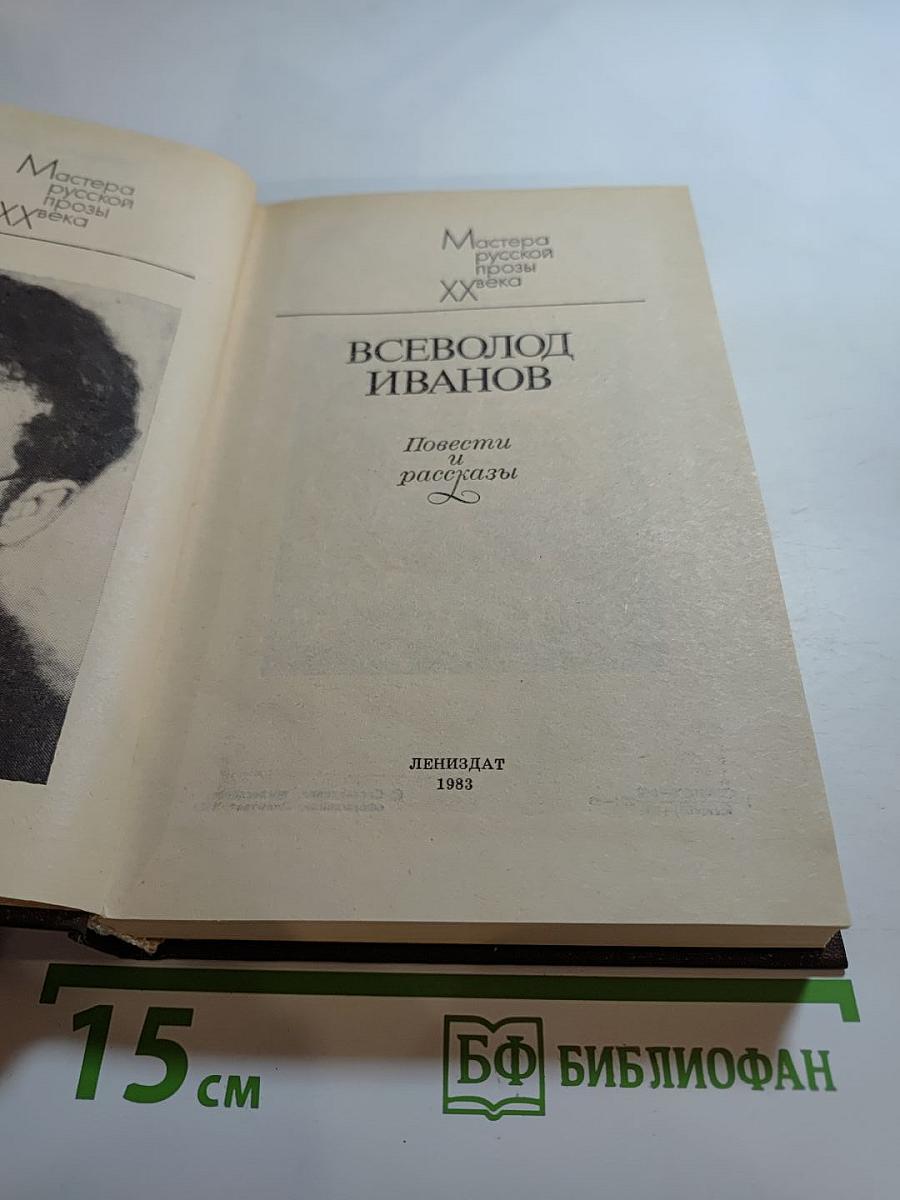 Мастера
русской
прозы
XX века
Мастера
русской
прозы
XX века
ВСЕВОЛОД
ИВАНОВ
Повести
и
рассказы
ЛЕНИЗДАТ
1983
15 см
БФ БИБЛИОФАН